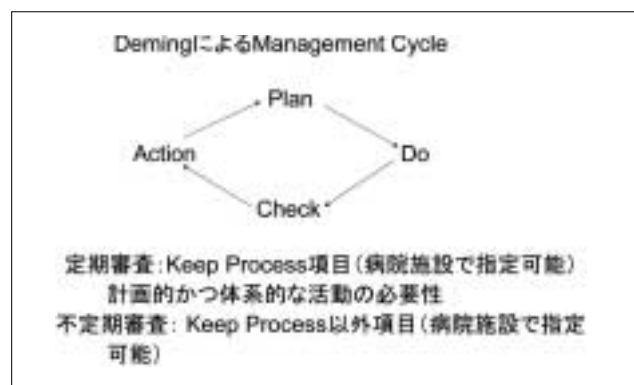 DemingによるManagement Cycle
Plan
Action
Do
Check
定期審査:Keep Process項目(病院施設で指定可能)
計画的かつ体系的な活動の必要性
不定期審査: Keep Process以外項目(病院施設で指定
可能)